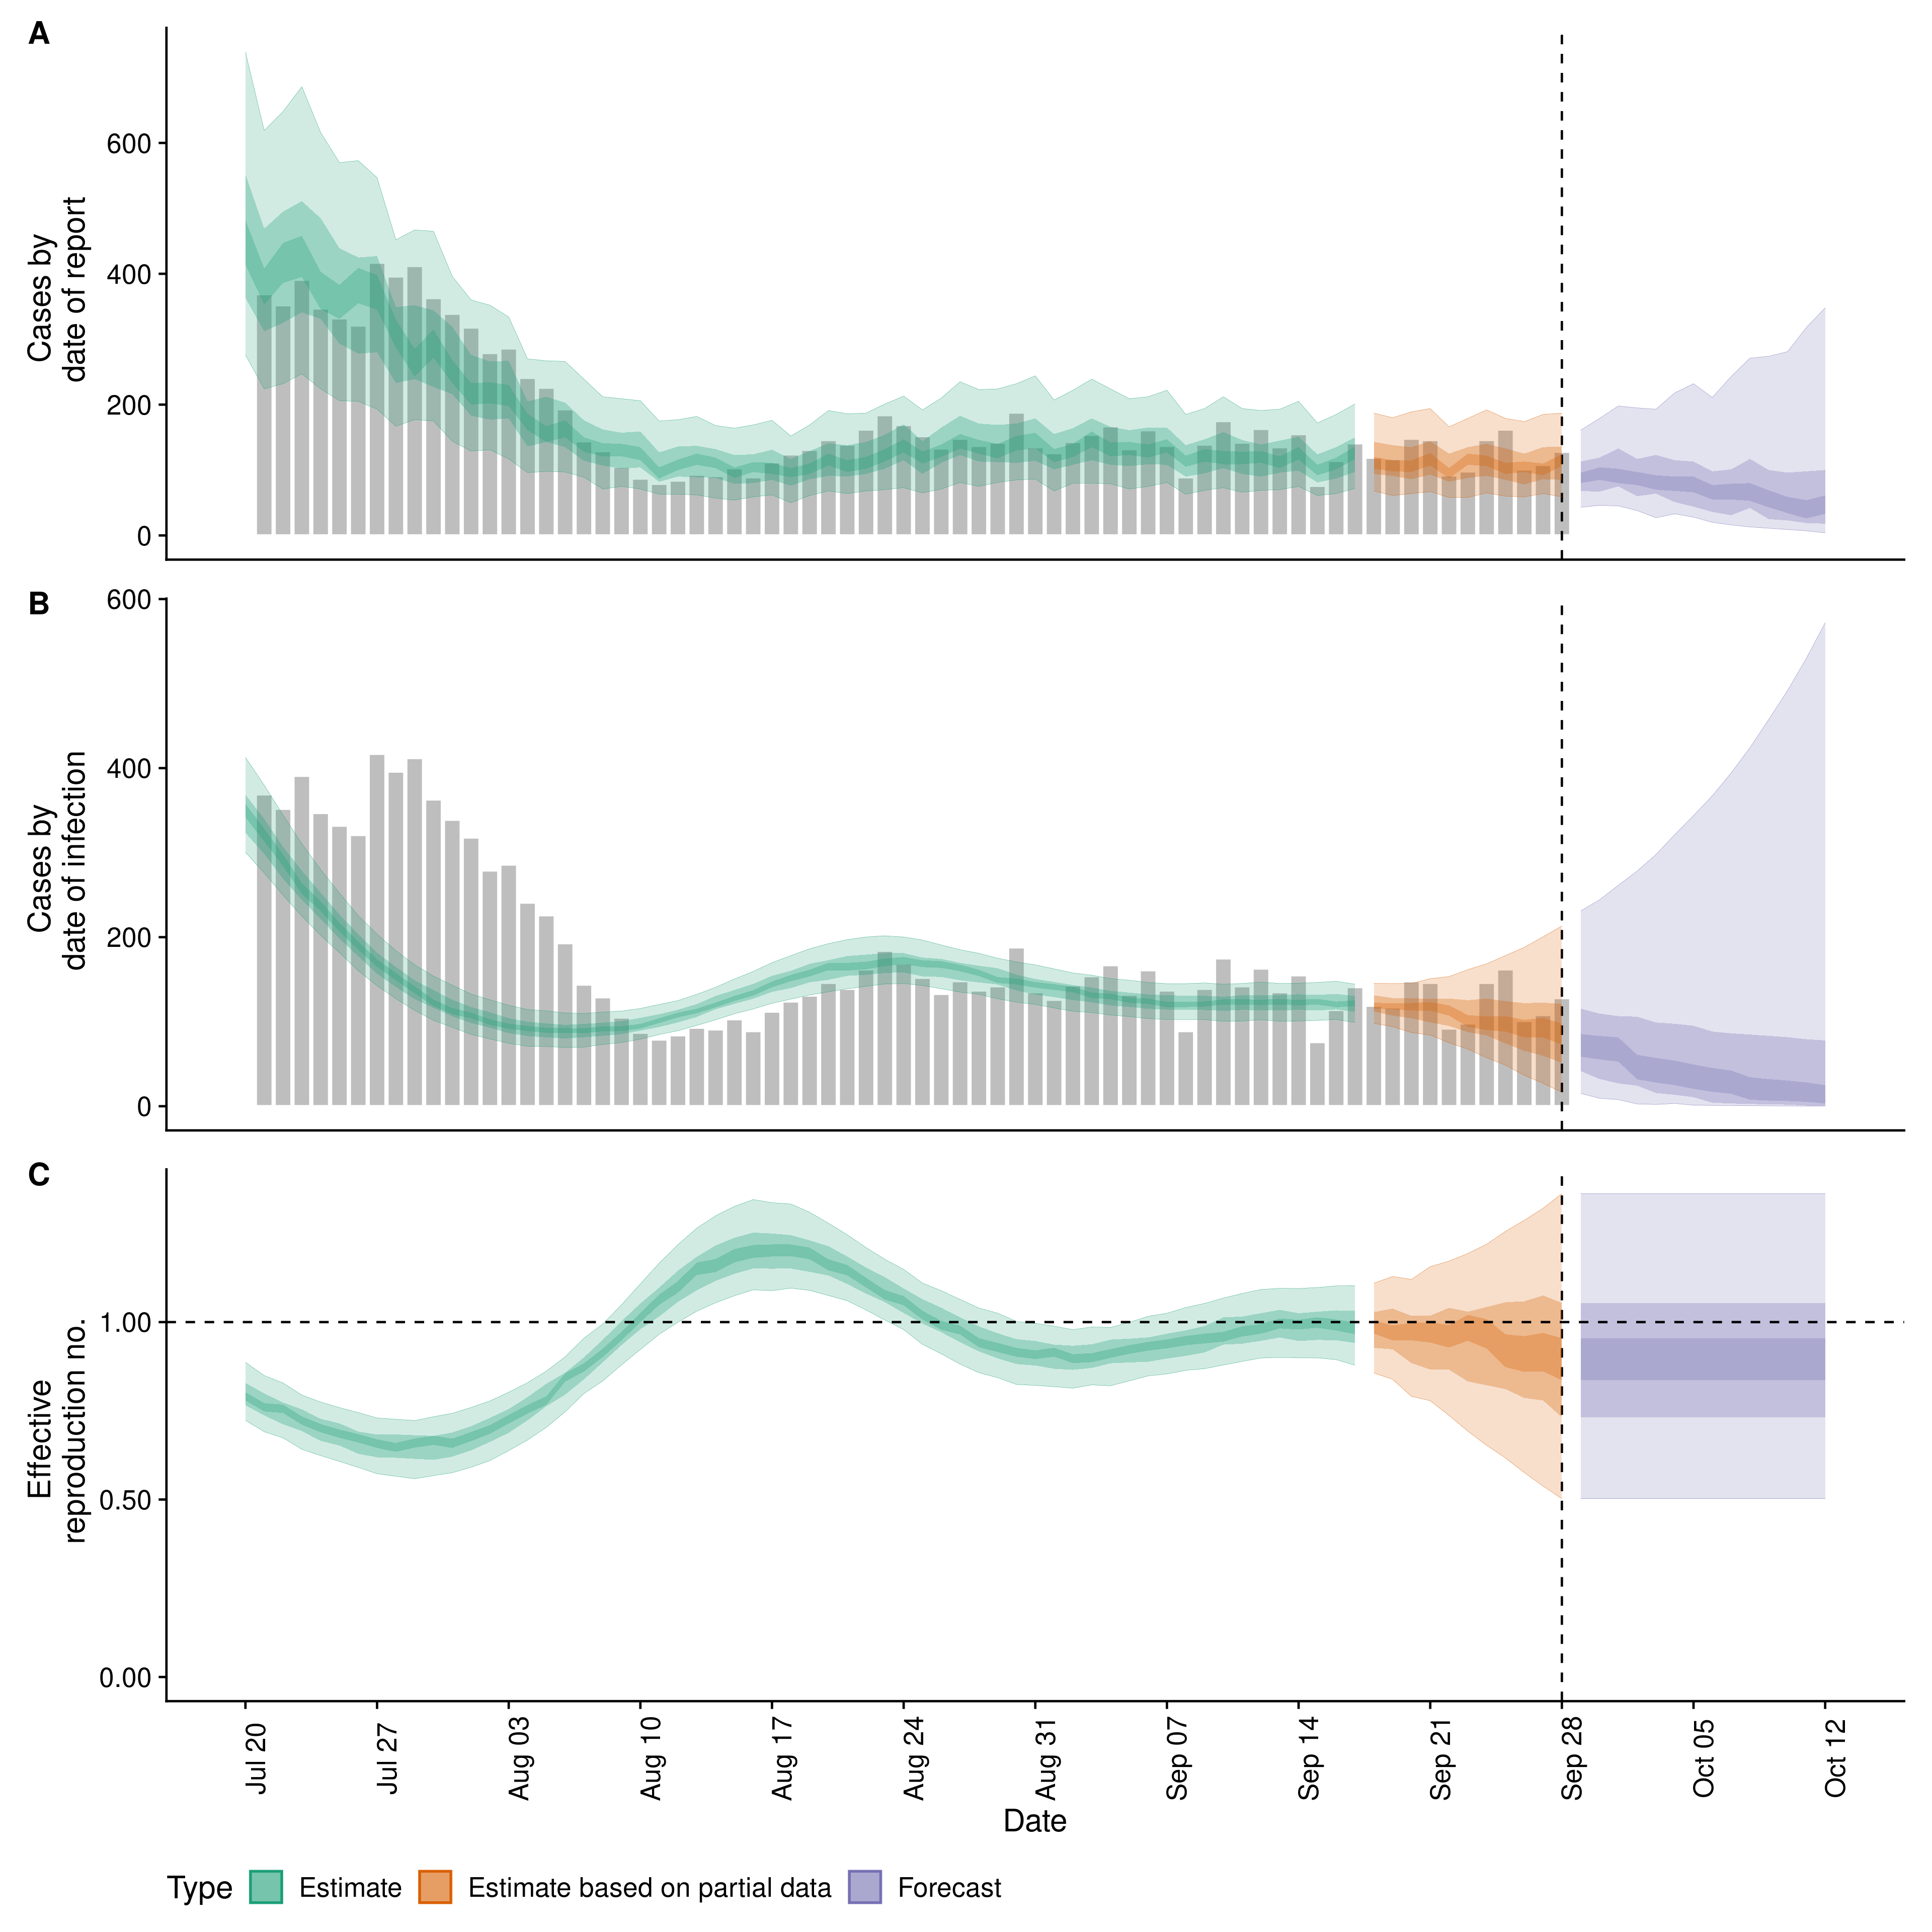 A
Cases by
date of report
600
400
200
0
B
Cases by
date of infection
600
400
200
0
C
Effective
reproduction no.
1.00
0.50
0.00
Jul 20
Jul 27
Aug 03
Aug 10
Aug 17
Aug 24
Aug 31
Sep 07
Sep 14
Sep 21
Sep 28
Oct 05
Oct 12
Date
Type
Estimate
Estimate based on partial data
Forecast